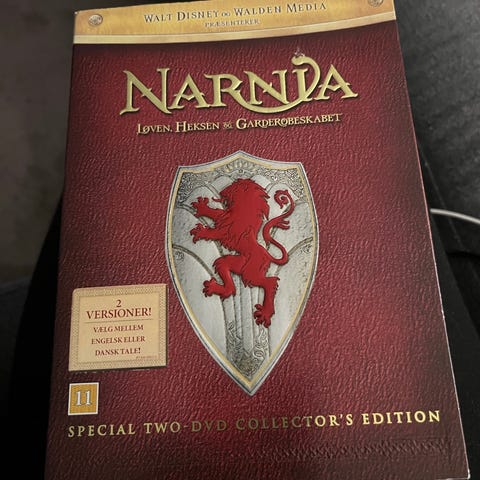 WALT DISNEY OG WALDEN MEDIA
PRÆSENTERER
NARNIA
LØVEN, HEKSEN OG GARDEROBESKABET
2
VERSIONER!
VÆLG MELLEM
ENGELSK ELLER
DANSK TALE!
11
SPECIAL TWO-DVD COLLECTOR'S EDITION